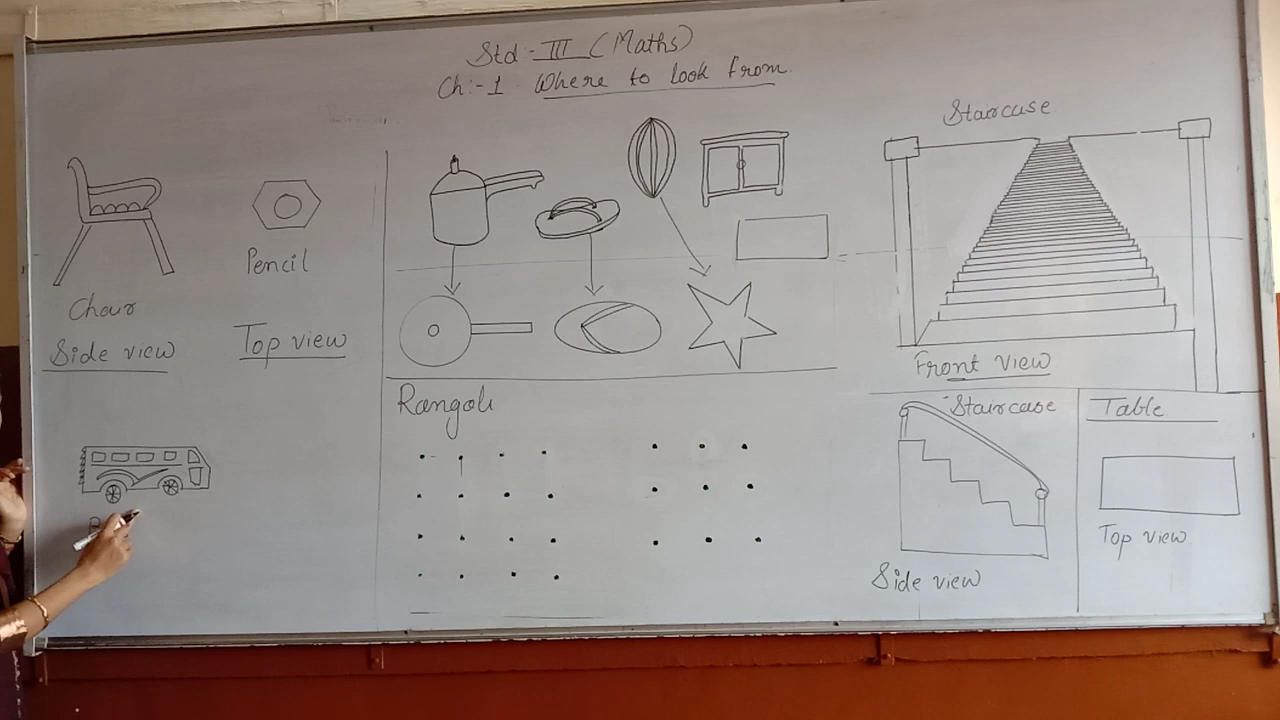 Std - III (Maths)
Ch:-1. Where to look from.
Staircase
Pencil
Chair
Side view
Top view
Front view
Rangoli
Staircase
Table
Top view
Side view